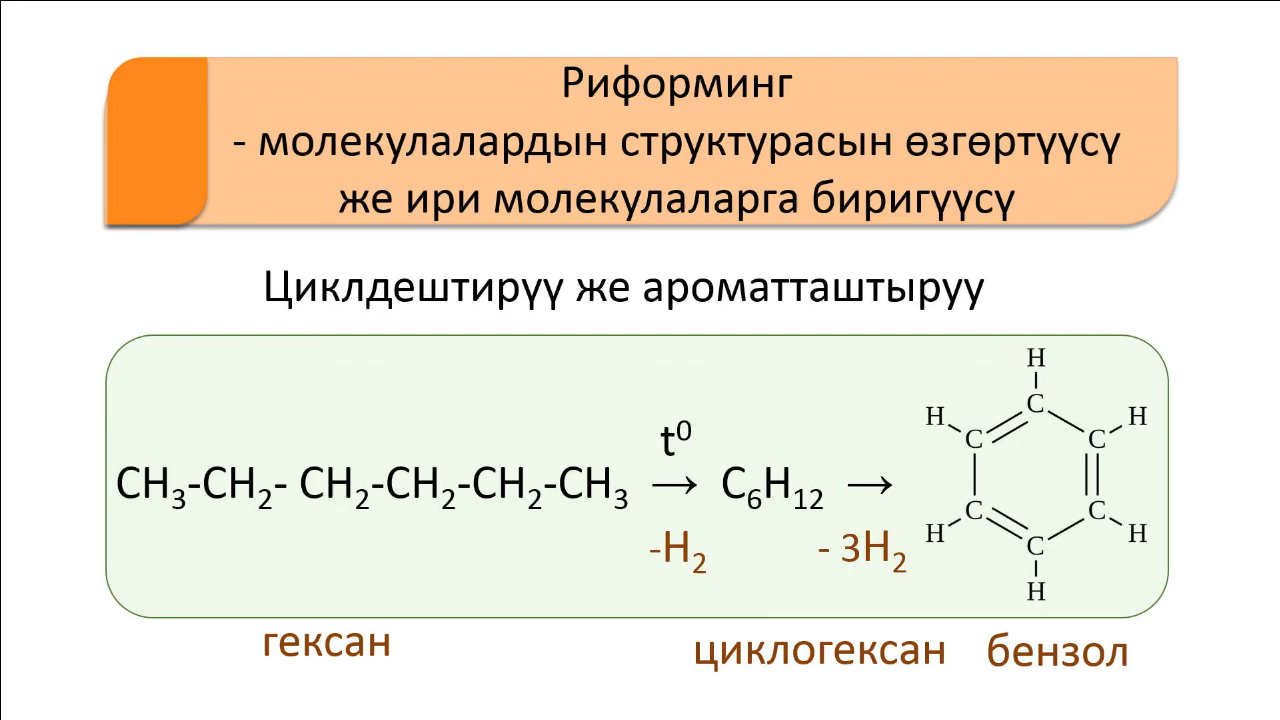 Риформинг
- молекулалардын структурасын өзгөртүүсү
же ири молекулаларга биригүүсү
Циклдештирүү же ароматташтыруу
t⁰
CH₃-CH₂- CH₂-CH₂-CH₂-CH₃ → C₆H₁₂ →
-H₂ - 3H₂
H
H C H
C C
C C
H C H
H
гексан циклогексан бензол